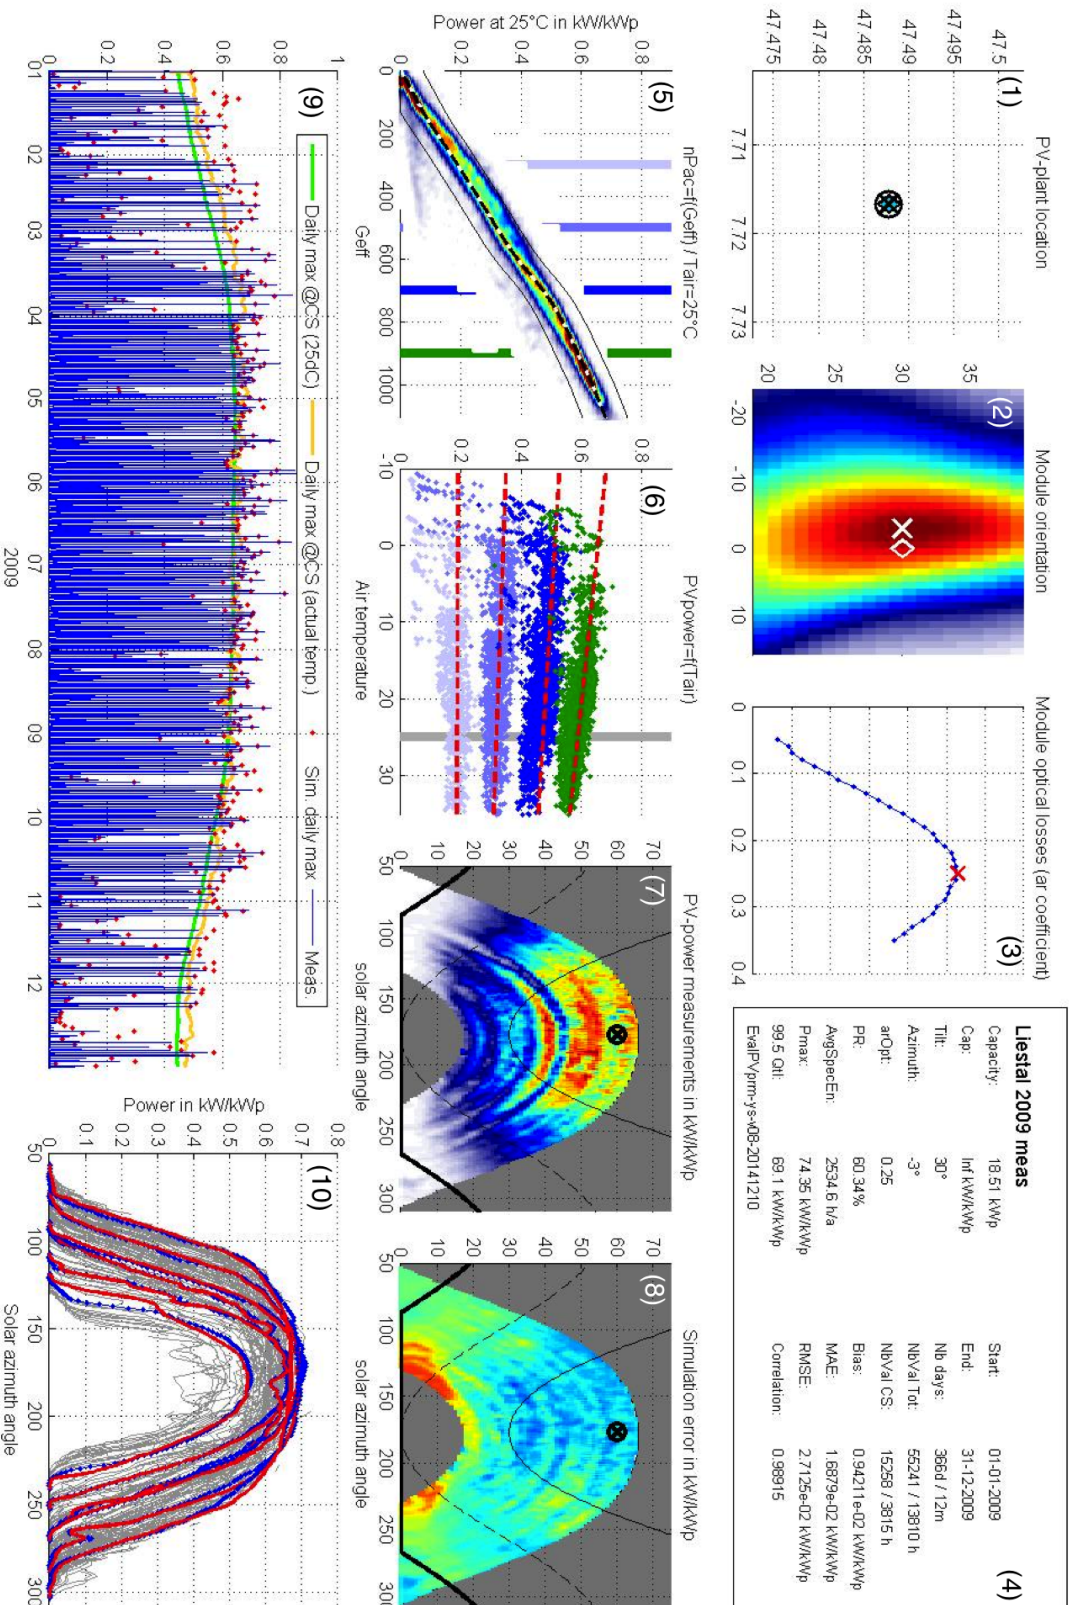 (1)
PV-plant location
47.5
47.495
47.49
47.485
47.48
47.475
7.71
7.72
7.73
(2)
Module orientation
35
30
25
20
-20
-10
0
10
(3)
Module optical losses (ar coefficient)
0
0.1
0.2
0.3
0.4
(4)
Liestal 2009 meas
Capacity: 18.51 kWp Start: 01-01-2009
Cap: Inf kW/kWp End: 31-12-2009
Tilt: 30° Nb days: 366d / 12m
Azimuth: -3° NbVal Tot: 55241 / 13810 h
arOpt: 0.25 NbVal CS: 15258 / 3815 h
PR: 60.34% Bias: 0.94211e-02 kW/kWp
AvgSpecEn: 2534.6 h/a MAE: 1.6879e-02 kW/kWp
Pmax: 74.35 kW/kWp RMSE: 2.7125e-02 kW/kWp
99.5 Qtl: 69.1 kW/kWp Correlation: 0.98915
EvalPVprm-ys-v08-20141210
(5)
nPac=f(Geff) / Tair=25°C
Power at 25°C in kW/kWp
0.8
0.6
0.4
0.2
0
0 200 400 600 800 1000
Geff
(6)
PVpower=f(Tair)
0.8
0.6
0.4
0.2
0
-10 0 10 20 30
Air temperature
(7)
PV-power measurements in kW/kWp
70
60
50
40
30
20
10
0
50 100 150 200 250 300
solar azimuth angle
(8)
Simulation error in kW/kWp
70
60
50
40
30
20
10
0
50 100 150 200 250 300
solar azimuth angle
(9)
Daily max @CS (25dC) Daily max @CS (actual temp.) Sim. daily max Meas
1
0.8
0.6
0.4
0.2
0
01 02 03 04 05 06 07 08 09 10 11 12
2009
(10)
Power in kW/kWp
0.8
0.7
0.6
0.5
0.4
0.3
0.2
0.1
0
50 100 150 200 250 300
Solar azimuth angle